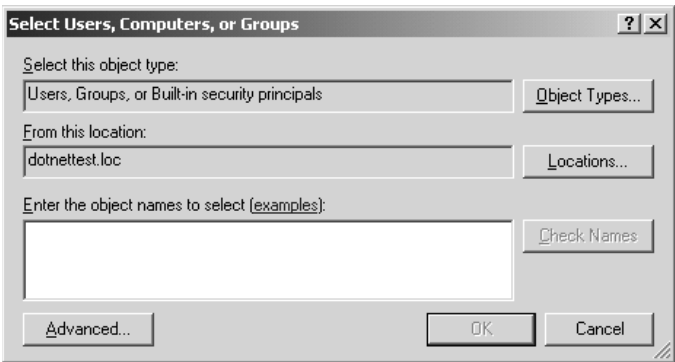 Select Users, Computers, or Groups
Select this object type:
Users, Groups, or Built-in security principals
Object Types...
From this location:
dotnettest.loc
Locations...
Enter the object names to select (examples):
Check Names
Advanced...
OK
Cancel